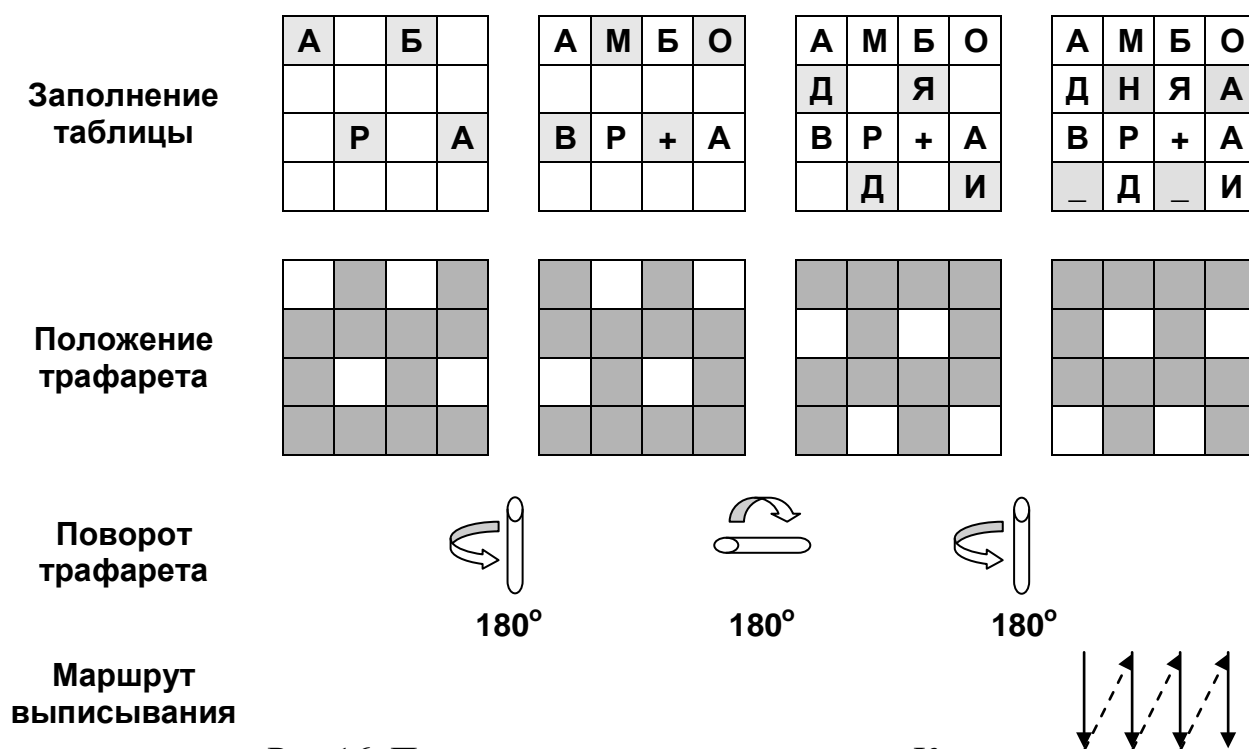 А Б А М Б О А М Б О А М Б О
Заполнение Д Я Д Н Я А
таблицы Р А В Р + А В Р + А В Р + А
Д И _ Д _ И
Положение
трафарета
Поворот
трафарета
180° 180° 180°
Маршрут
выписывания